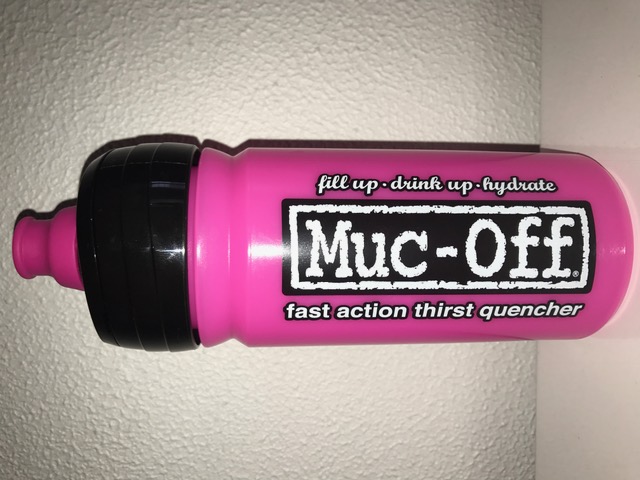 fill up · drink up · hydrate
Muc-Off®
fast action thirst quencher